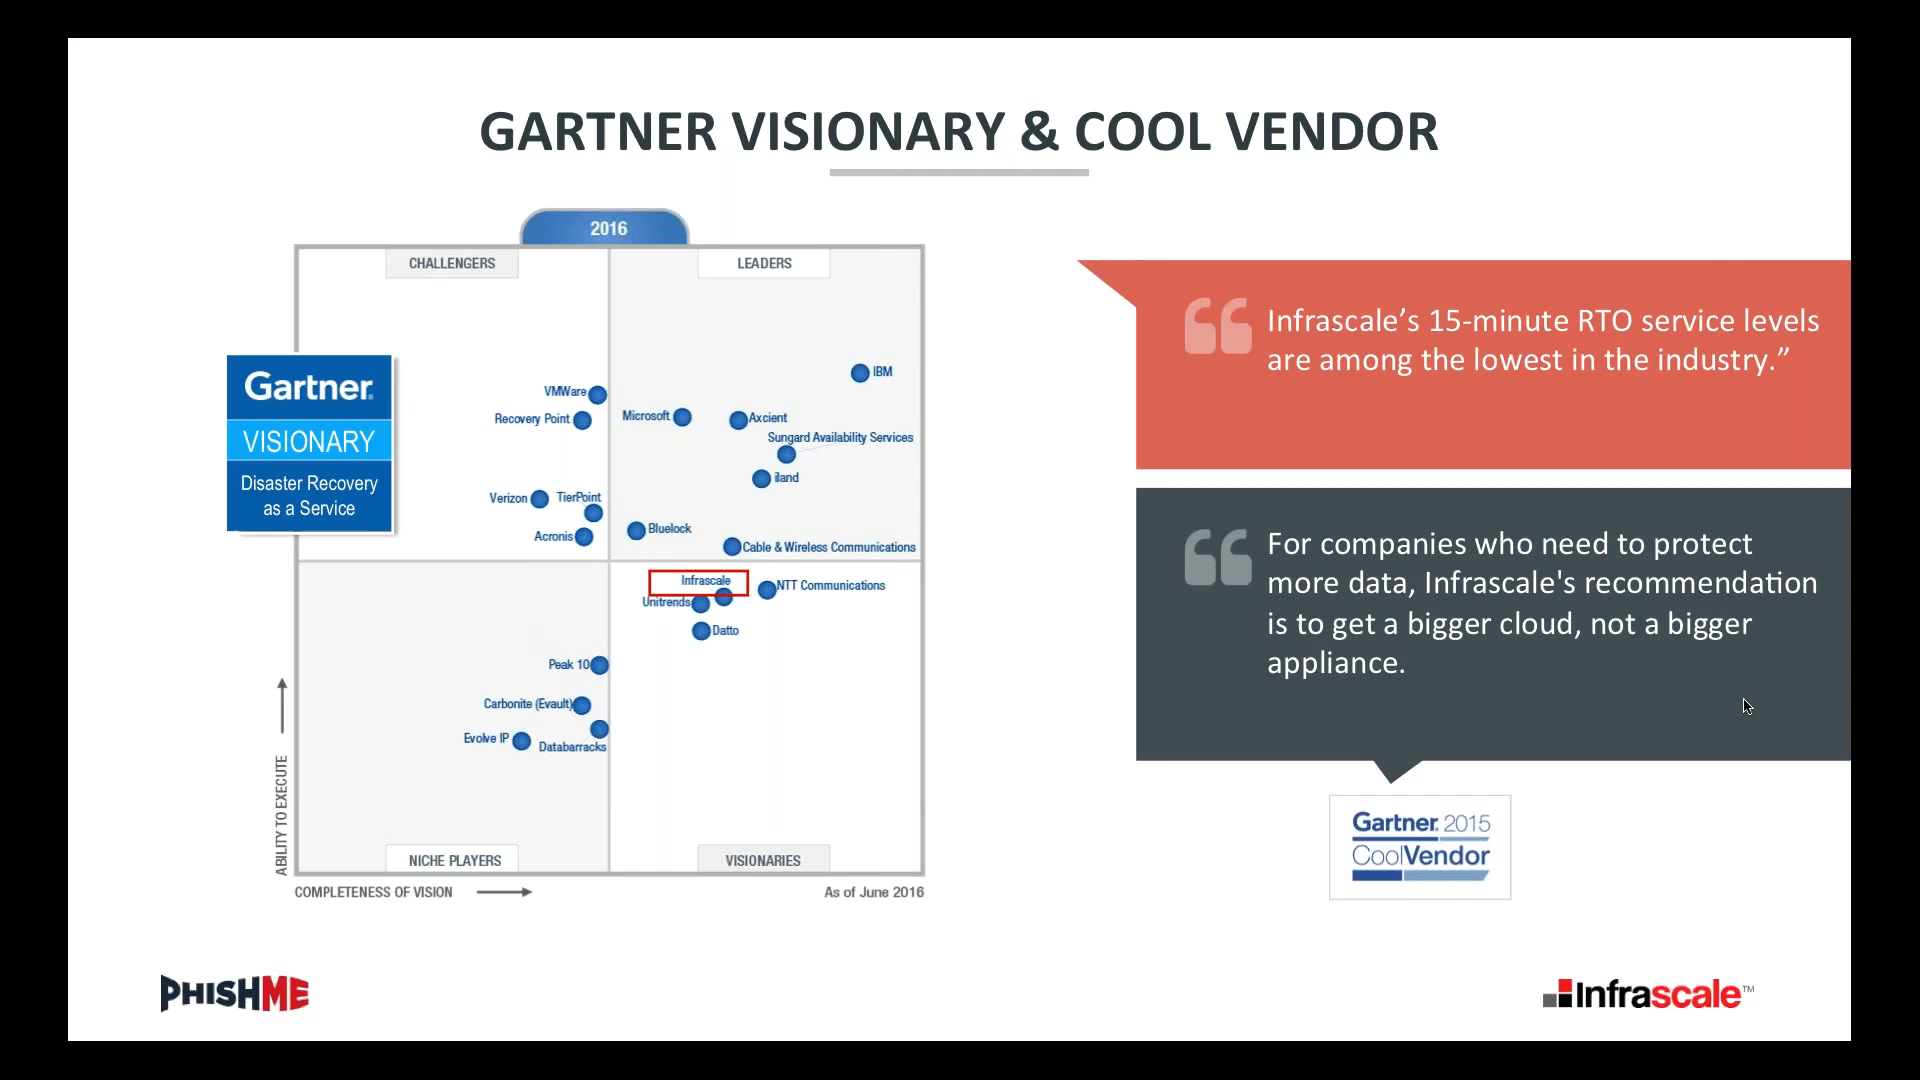 GARTNER VISIONARY & COOL VENDOR
2016
CHALLENGERS
LEADERS
Gartner.
VISIONARY
Disaster Recovery
as a Service
IBM
VMWare
Recovery Point
Microsoft
Axcient
Sungard Availability Services
iland
Verizon
TierPoint
Acronis
Bluelock
Cable & Wireless Communications
Infrascale
NTT Communications
Unitrends
Datto
Peak 10
Carbonite (Evault)
Evolve IP
Databarracks
ABILITY TO EXECUTE
NICHE PLAYERS
VISIONARIES
COMPLETENESS OF VISION
As of June 2016
“ Infrascale’s 15-minute RTO service levels
are among the lowest in the industry.”
“ For companies who need to protect
more data, Infrascale's recommendation
is to get a bigger cloud, not a bigger
appliance.
Gartner. 2015
CoolVendor
PHISHME
Infrascale™